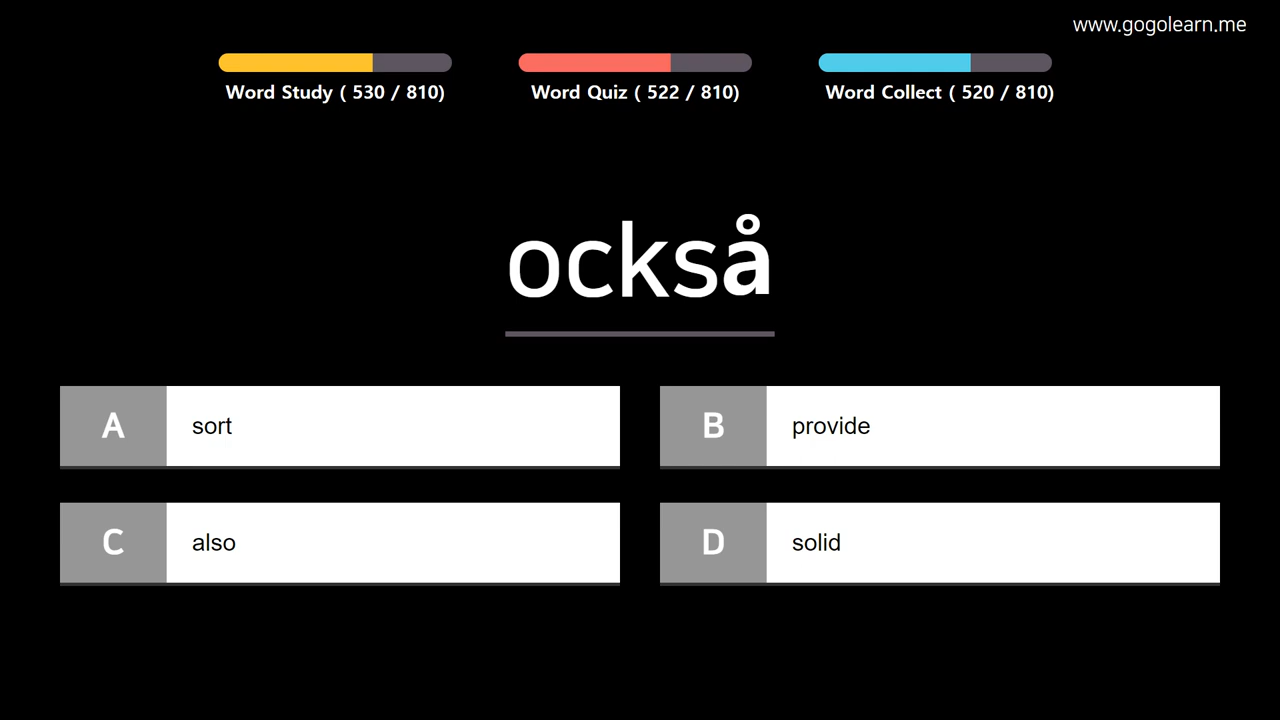 www.gogolearn.me
Word Study ( 530 / 810)
Word Quiz ( 522 / 810)
Word Collect ( 520 / 810)
också
A sort
B provide
C also
D solid